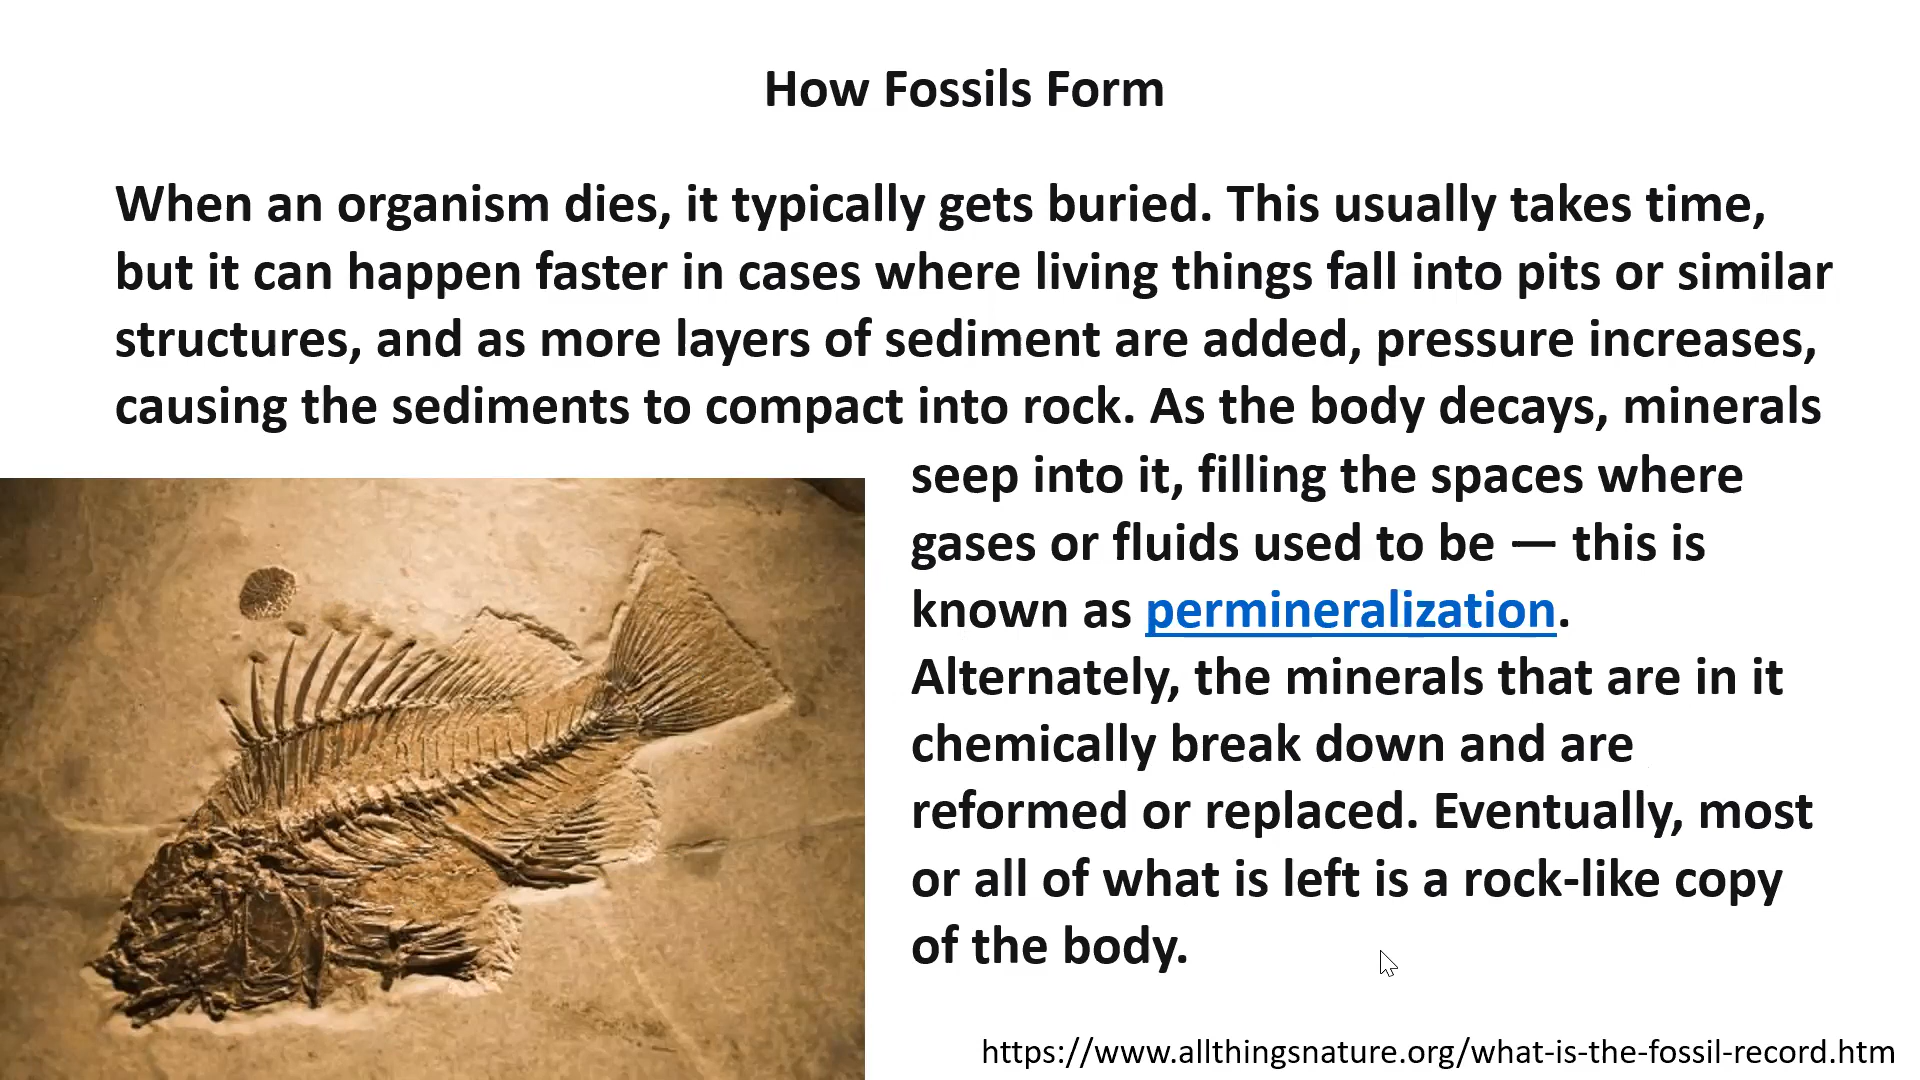 How Fossils Form
When an organism dies, it typically gets buried. This usually takes time,
but it can happen faster in cases where living things fall into pits or similar
structures, and as more layers of sediment are added, pressure increases,
causing the sediments to compact into rock. As the body decays, minerals
seep into it, filling the spaces where
gases or fluids used to be — this is
known as permineralization.
Alternately, the minerals that are in it
chemically break down and are
reformed or replaced. Eventually, most
or all of what is left is a rock-like copy
of the body.
https://www.allthingsnature.org/what-is-the-fossil-record.htm